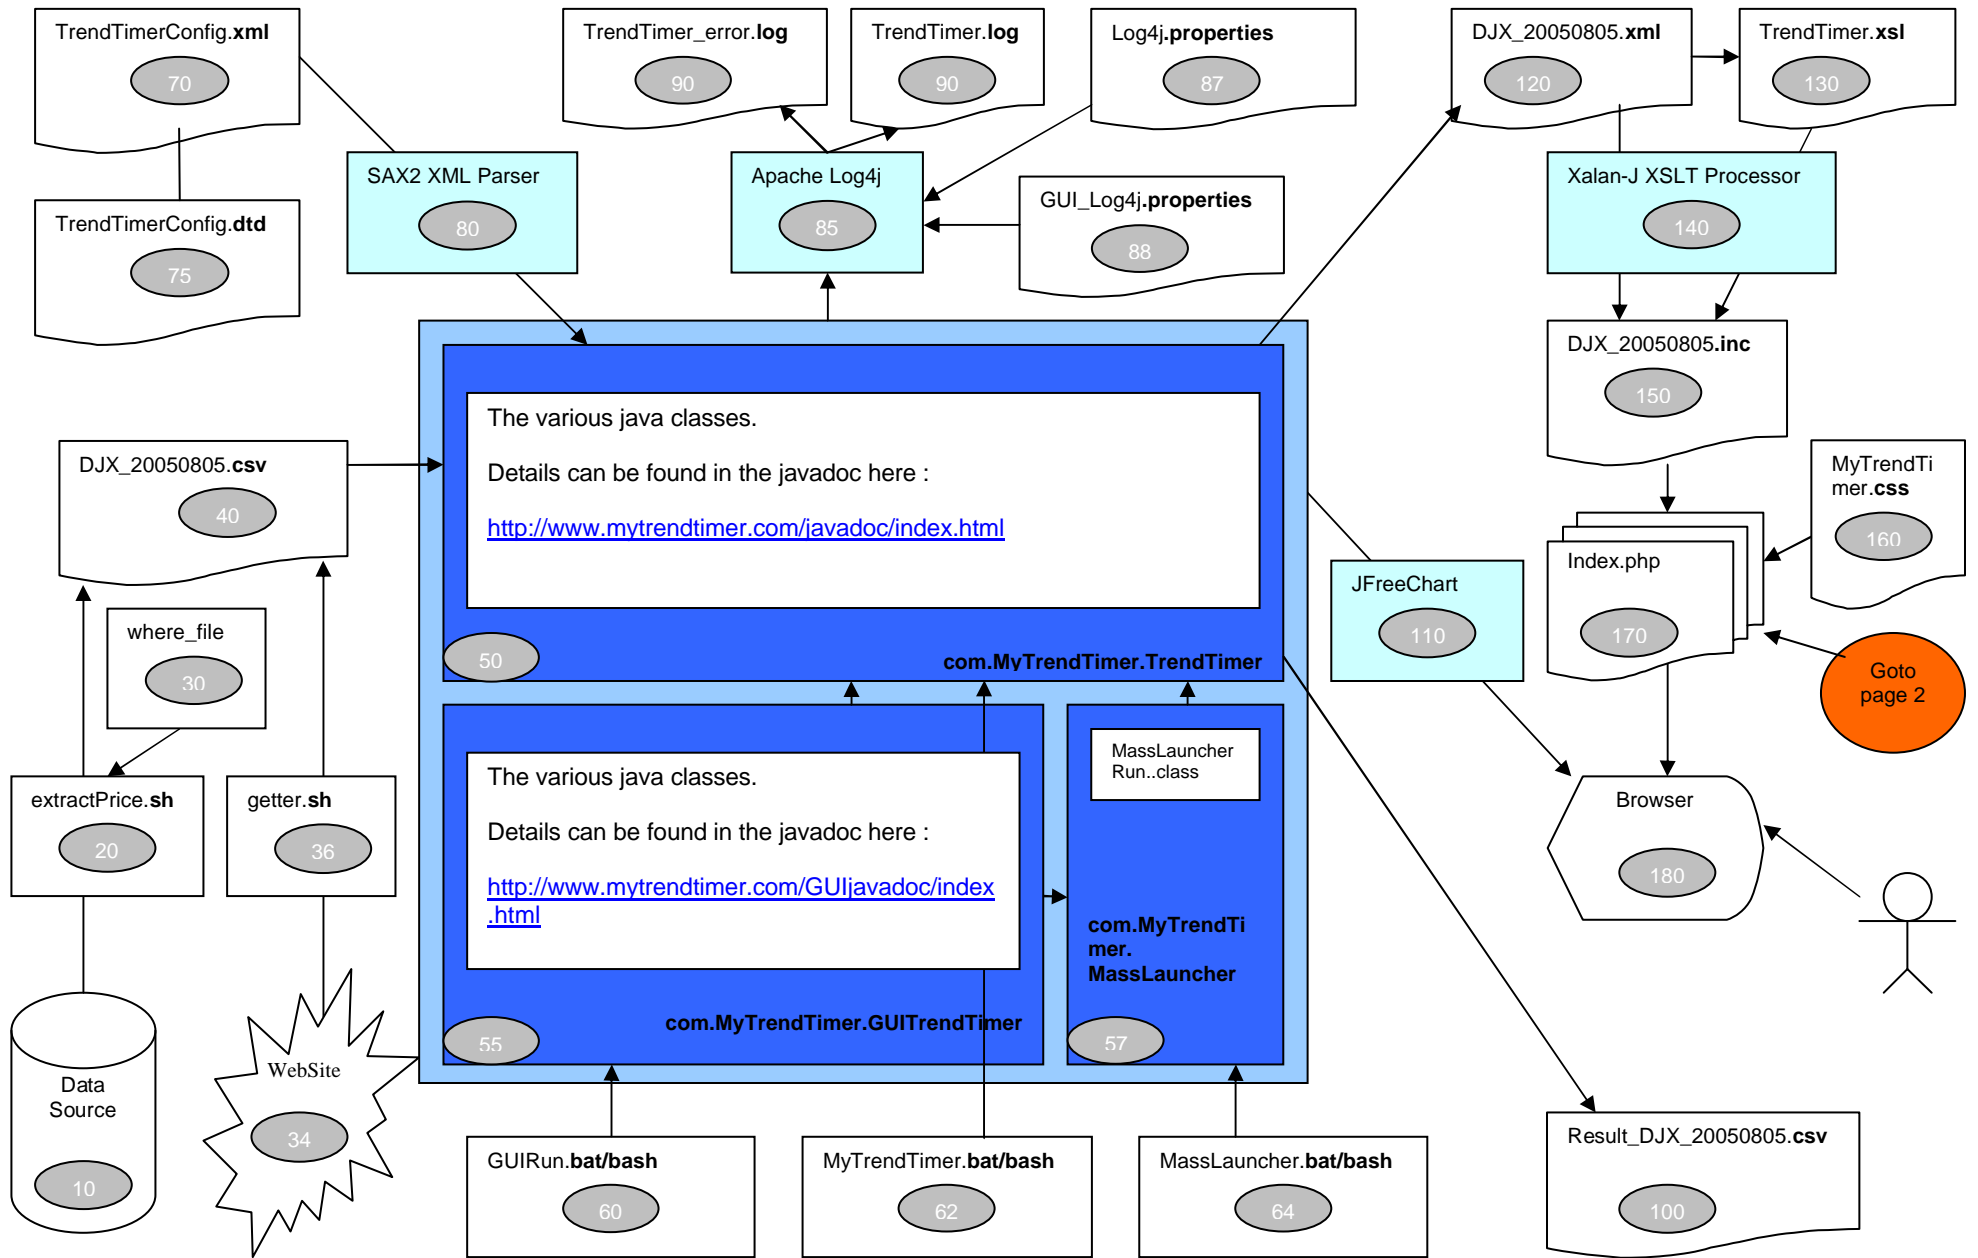 TrendTimerConfig.xml
70
TrendTimer_error.log
90
TrendTimer.log
90
Log4j.properties
87
DJX_20050805.xml
120
TrendTimer.xsl
130
SAX2 XML Parser
80
Apache Log4j
85
Xalan-J XSLT Processor
140
TrendTimerConfig.dtd
75
GUI_Log4j.properties
88
DJX_20050805.inc
150
The various java classes.
Details can be found in the javadoc here :
http://www.mytrendtimer.com/javadoc/index.html
50
com.MyTrendTimer.TrendTimer
DJX_20050805.csv
40
MyTrendTi
mer.css
160
Index.php
170
JFreeChart
110
where_file
30
Goto
page 2
extractPrice.sh
20
getter.sh
36
The various java classes.
Details can be found in the javadoc here :
http://www.mytrendtimer.com/GUIjavadoc/index
.html
55
com.MyTrendTimer.GUITrendTimer
MassLauncher
Run..class
com.MyTrendTi
mer.
MassLauncher
57
Browser
180
Data
Source
10
WebSite
34
GUIRun.bat/bash
60
MyTrendTimer.bat/bash
62
MassLauncher.bat/bash
64
Result_DJX_20050805.csv
100